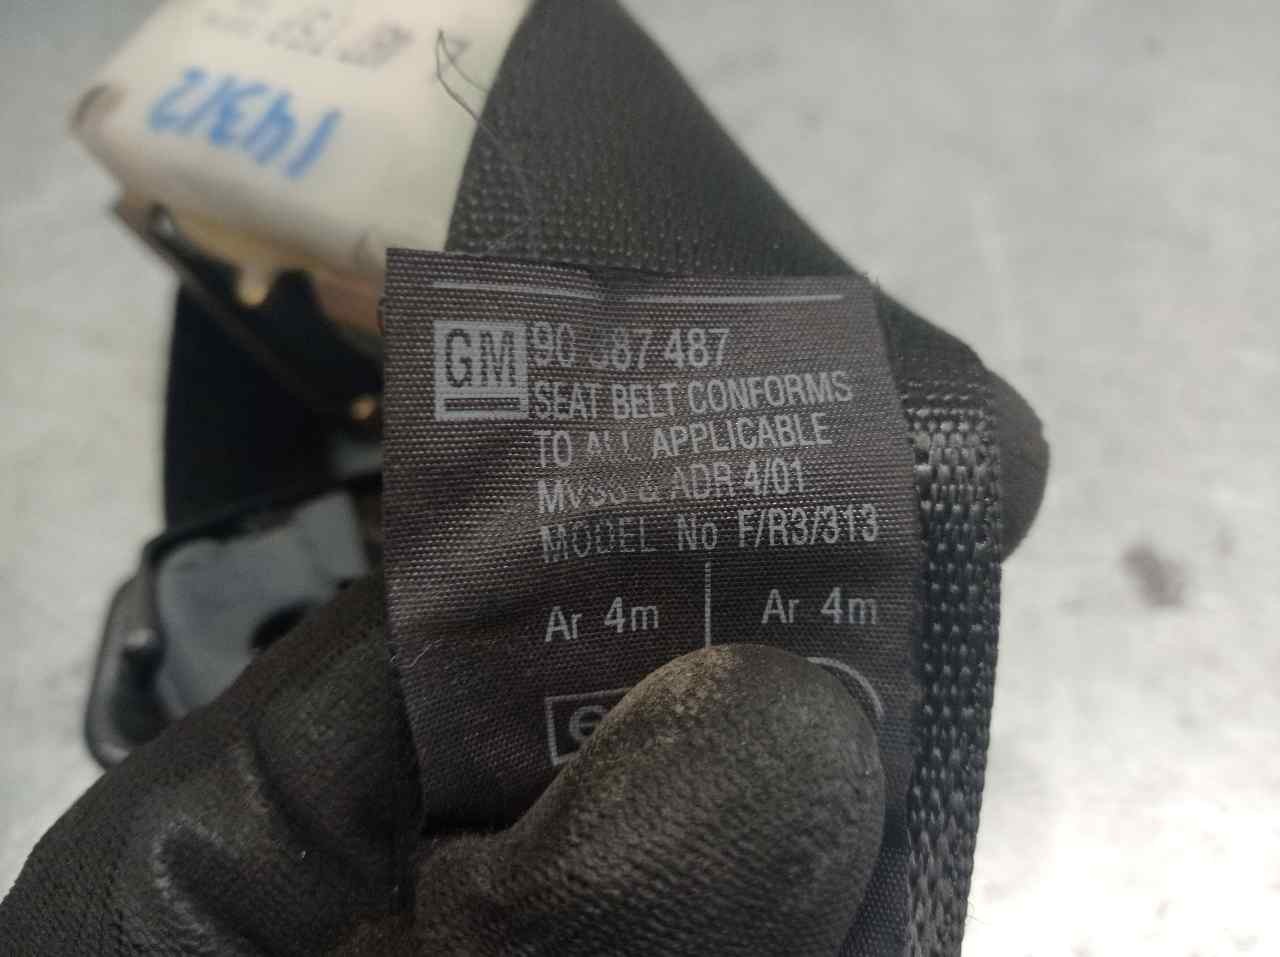 14312
GM
90 487
SEAT BELT CONFORMS
TO ALL APPLICABLE
& ADR 4/01
MODEL No F/R3/313
Ar 4m Ar 4m